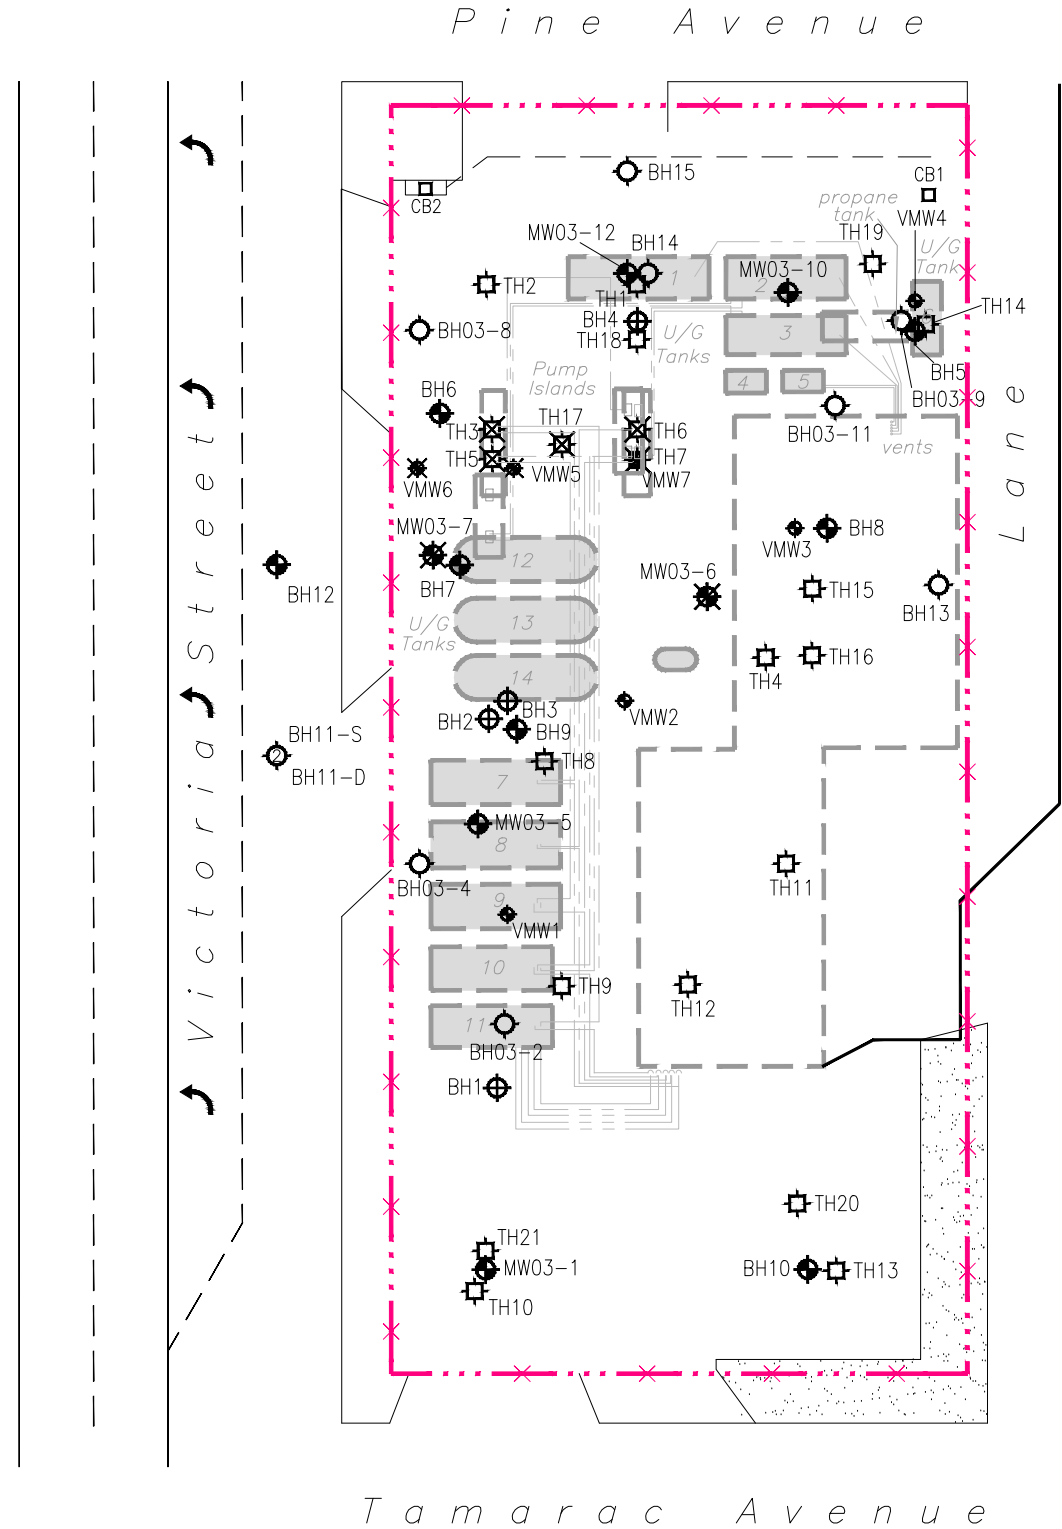 Pine Avenue
BH15
CB1
CB2
propane
tank
VMW4
TH19
MW03-12
BH14
U/G
Tank
MW03-10
1
2
TH2
TH1
TH14
BH4
BH03-8
TH18
U/G
Tanks
3
BH5
Pump
Islands
4
5
BH6
BH03-9
TH3
TH17
TH6
BH03-11
vents
TH5
VMW5
TH7
VMW7
VMW6
Lane
MW03-7
VMW3
BH8
BH12
BH7
12
MW03-6
TH15
BH13
U/G
Tanks
13
TH4
TH16
14
BH3
BH2
BH9
VMW2
BH11-S
2
BH11-D
TH8
7
MW03-5
8
BH03-4
TH11
9
VMW1
10
TH9
TH12
11
BH03-2
BH1
Victoria Street
TH20
TH21
MW03-1
BH10
TH13
TH10
Tamarac Avenue